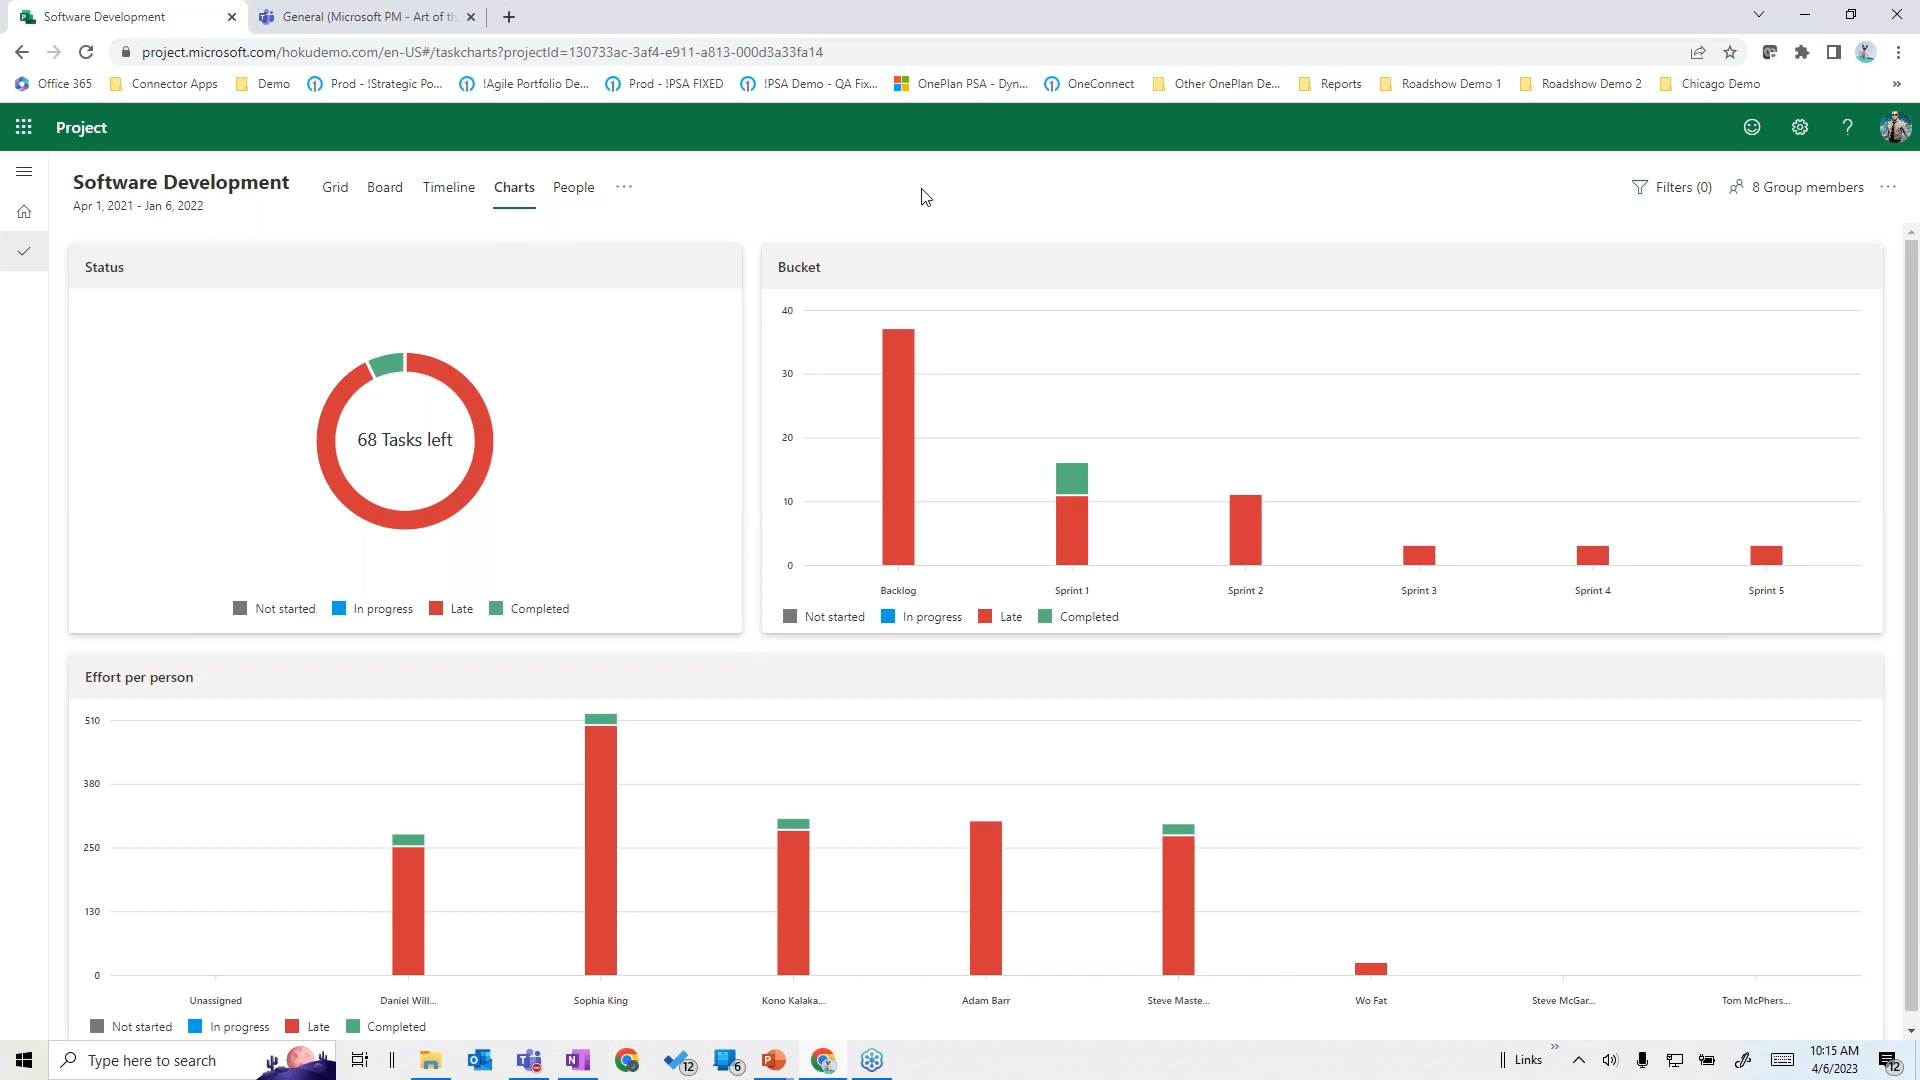 Software Development
General (Microsoft PM - Art of th
project.microsoft.com/hokudemo.com/en-US#/taskcharts?projectId=130733ac-3af4-e911-a813-000d3a33fa14
Office 365 Connector Apps Demo Prod - !Strategic Po... !Agile Portfolio De... Prod - !PSA FIXED !PSA Demo - QA Fix... OnePlan PSA - Dyn... OneConnect Other OnePlan De... Reports Roadshow Demo 1 Roadshow Demo 2 Chicago Demo »
Project
Software Development Grid Board Timeline Charts People ... Filters (0) 8 Group members ...
Apr 1, 2021 - Jan 6, 2022
Status
68 Tasks left
Not started In progress Late Completed
Bucket
40
30
20
10
0
Backlog Sprint 1 Sprint 2 Sprint 3 Sprint 4 Sprint 5
Not started In progress Late Completed
Effort per person
510
380
250
130
0
Unassigned Daniel Will... Sophia King Kono Kalaka... Adam Barr Steve Maste... Wo Fat Steve McGar... Tom McPhers...
Not started In progress Late Completed
Type here to search 12 6 Links » 10:15 AM
4/6/2023 12